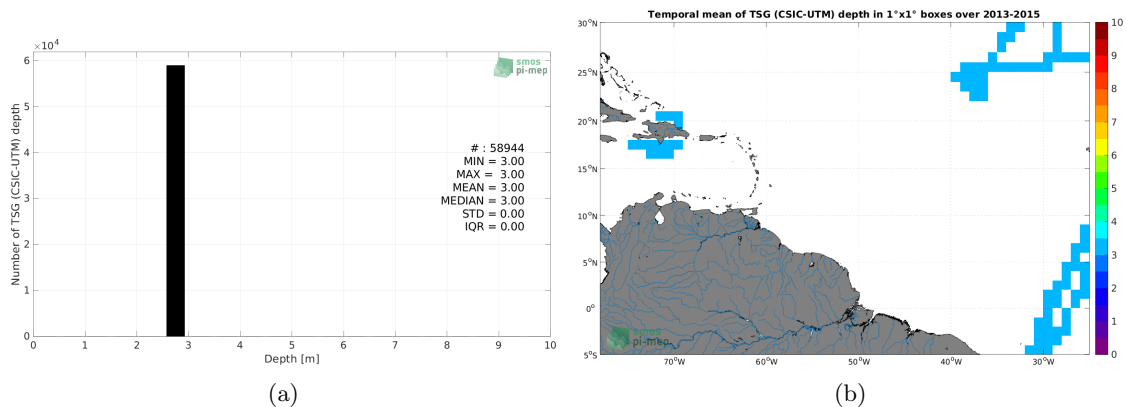 ×10⁴
6
5
4
3
2
1
0
Number of TSG (CSIC-UTM) depth
smos
pi-mep
# : 58944
MIN = 3.00
MAX = 3.00
MEAN = 3.00
MEDIAN = 3.00
STD = 0.00
IQR = 0.00
0 1 2 3 4 5 6 7 8 9 10
Depth [m]
(a)
Temporal mean of TSG (CSIC-UTM) depth in 1°x1° boxes over 2013-2015
30°N
25°N
20°N
15°N
10°N
5°N
0°
5°S
70°W 60°W 50°W 40°W 30°W
smos
pi-mep
10
9
8
7
6
5
4
3
2
1
0
(b)